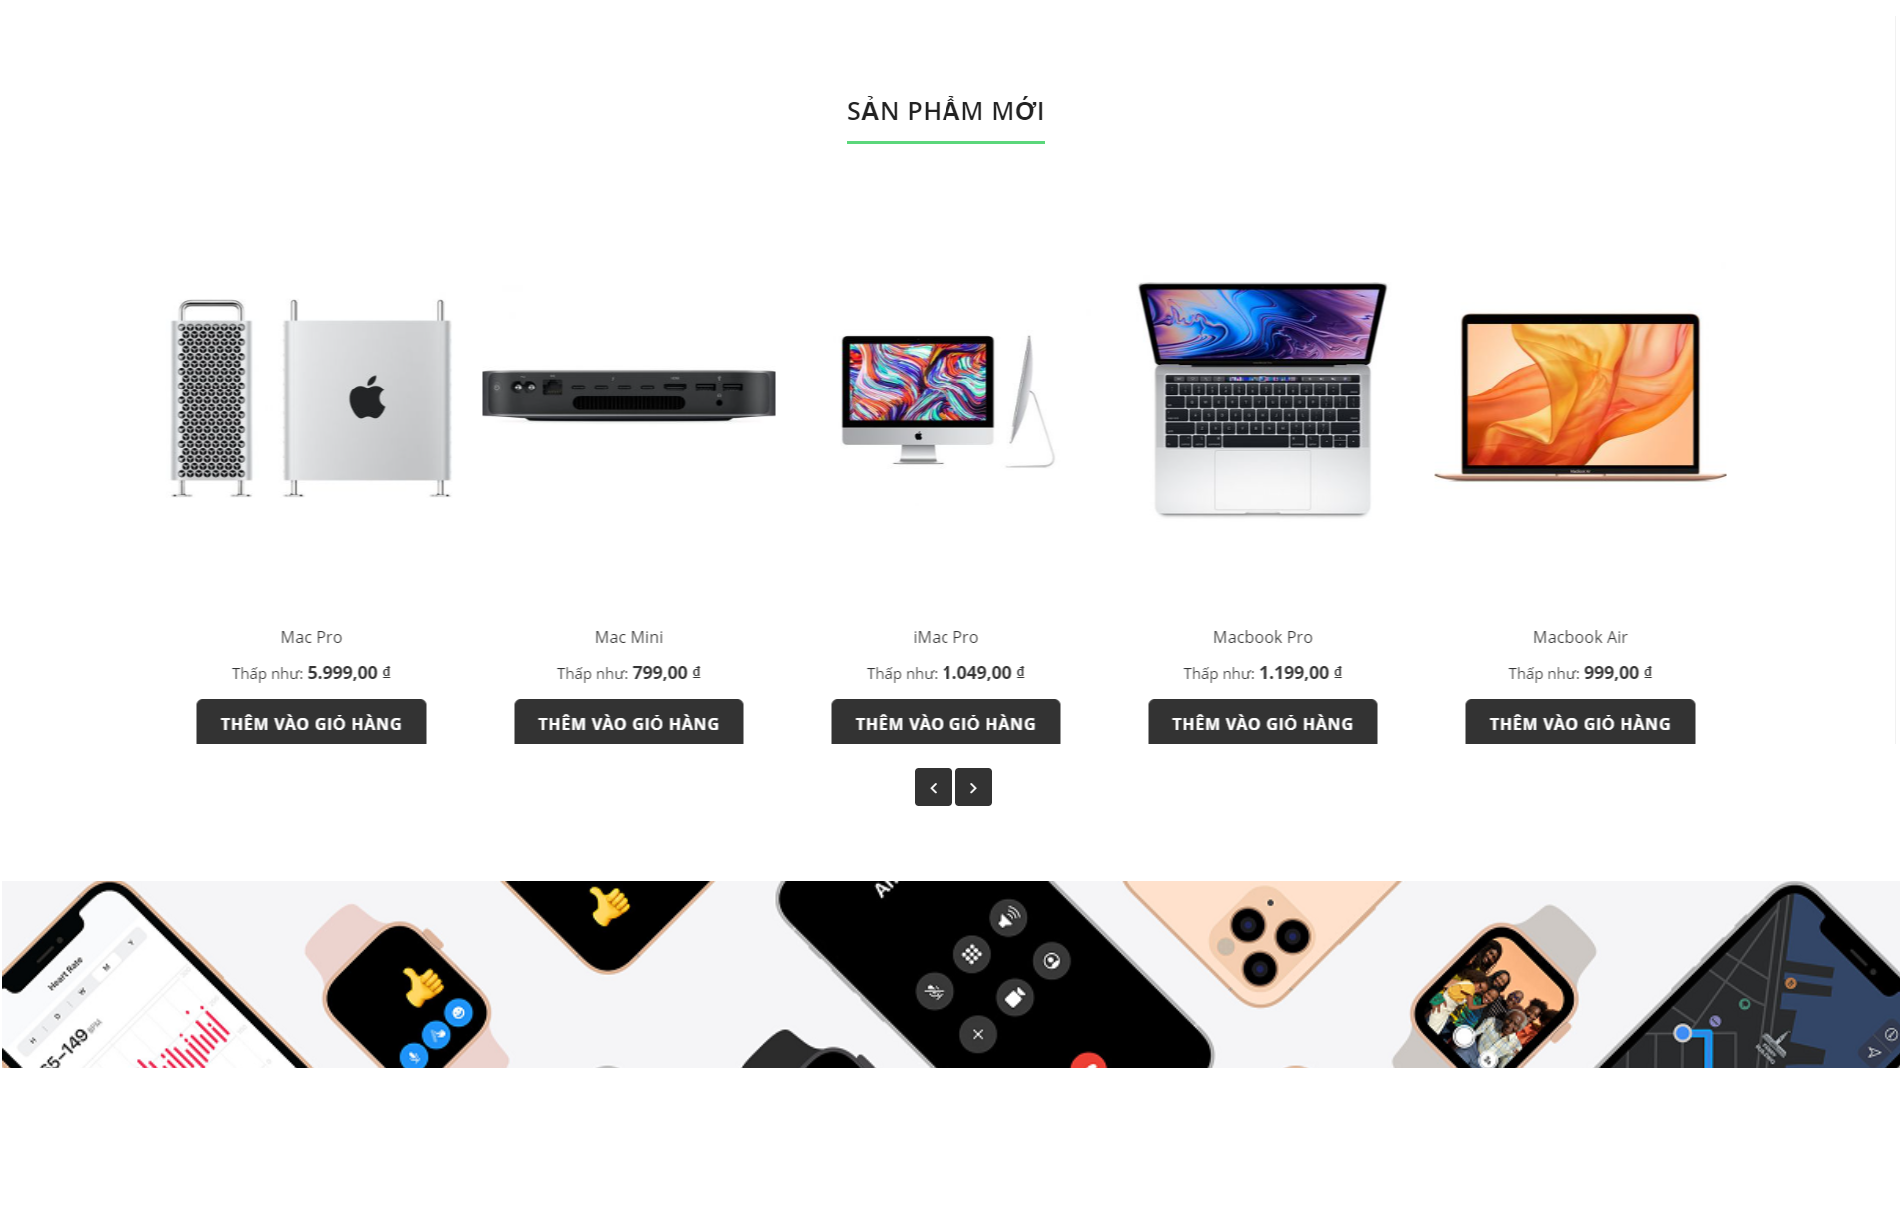 SẢN PHẨM MỚI
Mac Pro
Thấp như: 5.999,00 ₫
THÊM VÀO GIỎ HÀNG
Mac Mini
Thấp như: 799,00 ₫
THÊM VÀO GIỎ HÀNG
iMac Pro
Thấp như: 1.049,00 ₫
THÊM VÀO GIỎ HÀNG
Macbook Pro
Thấp như: 1.199,00 ₫
THÊM VÀO GIỎ HÀNG
Macbook Air
Thấp như: 999,00 ₫
THÊM VÀO GIỎ HÀNG
Heart Rate
H D W M Y
65–149 BPM